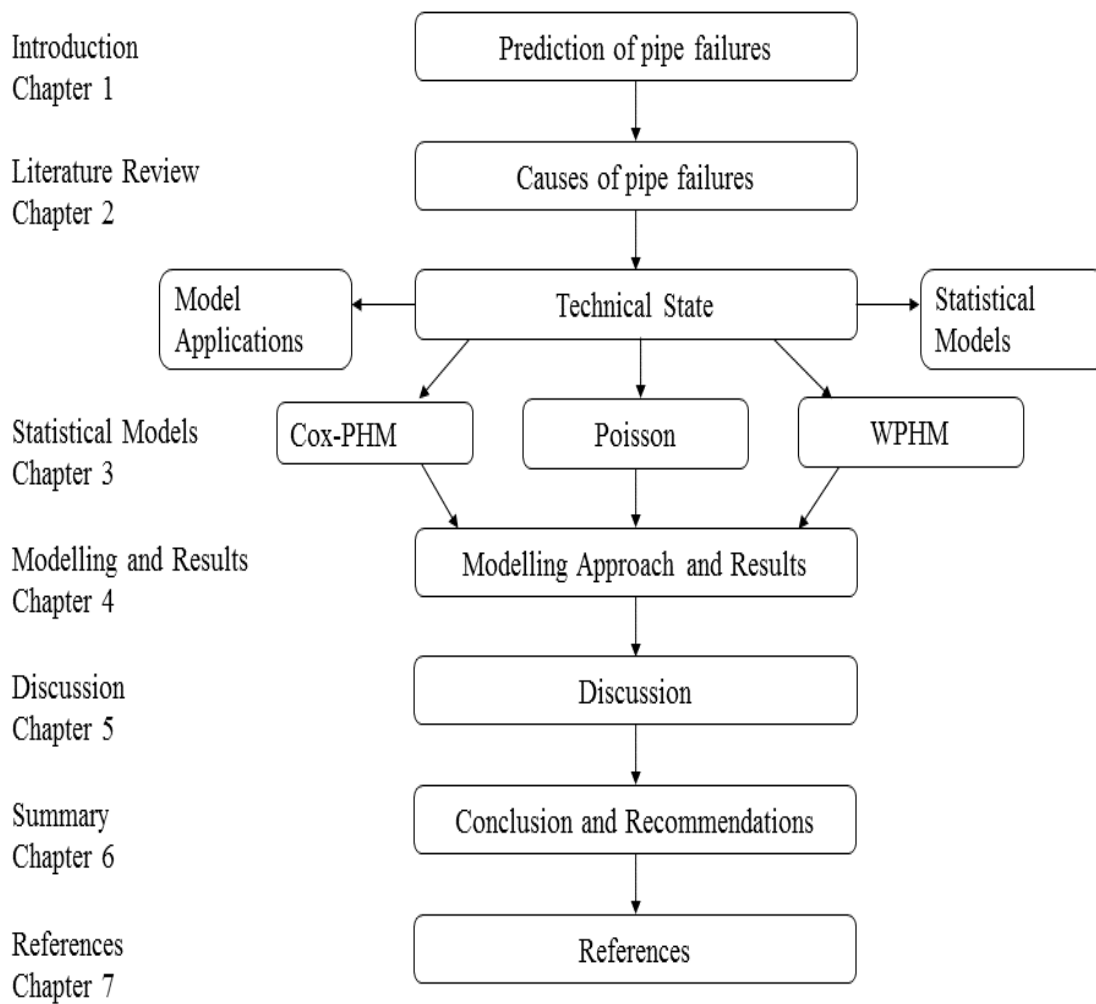 Introduction
Chapter 1
Prediction of pipe failures
Literature Review
Chapter 2
Causes of pipe failures
Model
Applications
Technical State
Statistical
Models
Statistical Models
Chapter 3
Cox-PHM
Poisson
WPHM
Modelling and Results
Chapter 4
Modelling Approach and Results
Discussion
Chapter 5
Discussion
Summary
Chapter 6
Conclusion and Recommendations
References
Chapter 7
References